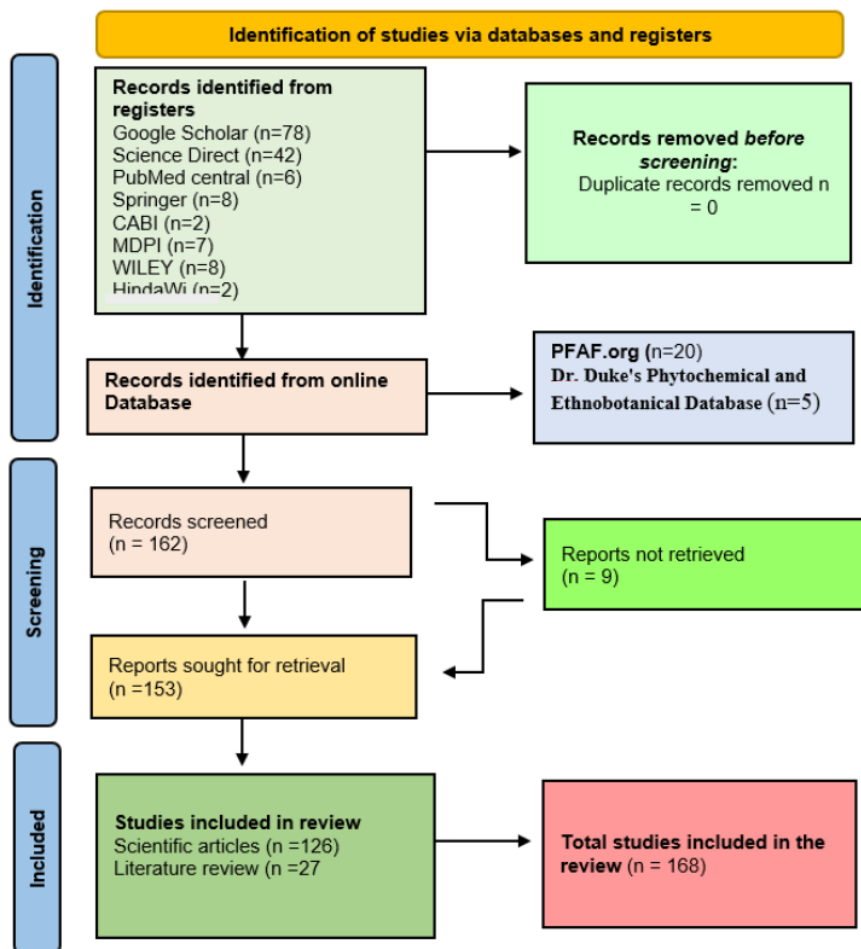 Identification of studies via databases and registers
Identification
Records identified from
registers
Google Scholar (n=78)
Science Direct (n=42)
PubMed central (n=6)
Springer (n=8)
CABI (n=2)
MDPI (n=7)
WILEY (n=8)
HindaWi (n=2)
Records removed before
screening:
Duplicate records removed n
= 0
Records identified from online
Database
PFAF.org (n=20)
Dr. Duke's Phytochemical and
Ethnobotanical Database (n=5)
Screening
Records screened
(n = 162)
Reports not retrieved
(n = 9)
Reports sought for retrieval
(n =153)
Included
Studies included in review
Scientific articles (n =126)
Literature review (n =27
Total studies included in the
review (n = 168)